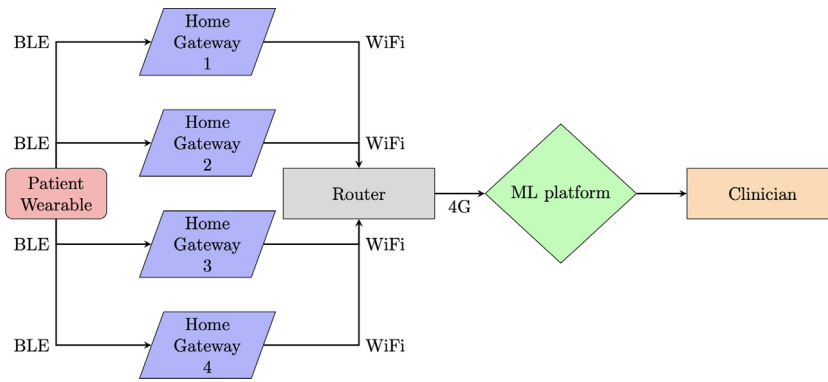 BLE
Home
Gateway
1
WiFi
BLE
Home
Gateway
2
WiFi
Patient
Wearable
Router
4G
ML platform
Clinician
BLE
Home
Gateway
3
WiFi
BLE
Home
Gateway
4
WiFi